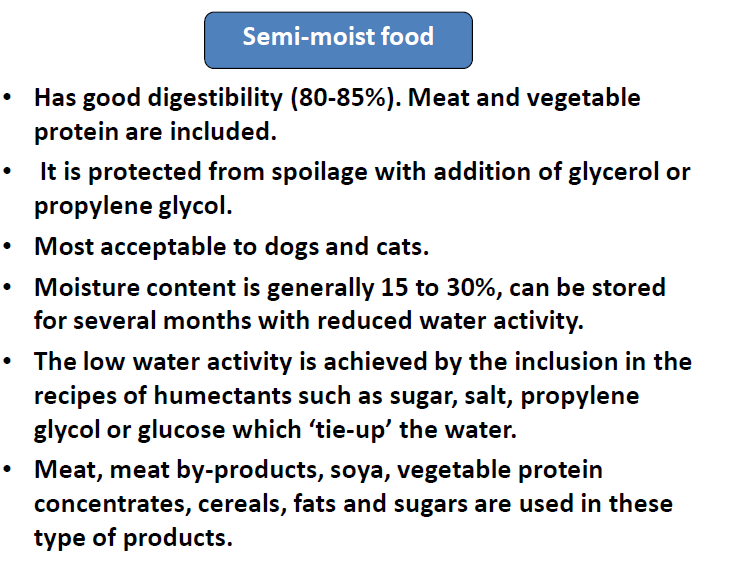 Semi-moist food
• Has good digestibility (80-85%). Meat and vegetable
protein are included.
• It is protected from spoilage with addition of glycerol or
propylene glycol.
• Most acceptable to dogs and cats.
• Moisture content is generally 15 to 30%, can be stored
for several months with reduced water activity.
• The low water activity is achieved by the inclusion in the
recipes of humectants such as sugar, salt, propylene
glycol or glucose which ‘tie-up’ the water.
• Meat, meat by-products, soya, vegetable protein
concentrates, cereals, fats and sugars are used in these
type of products.